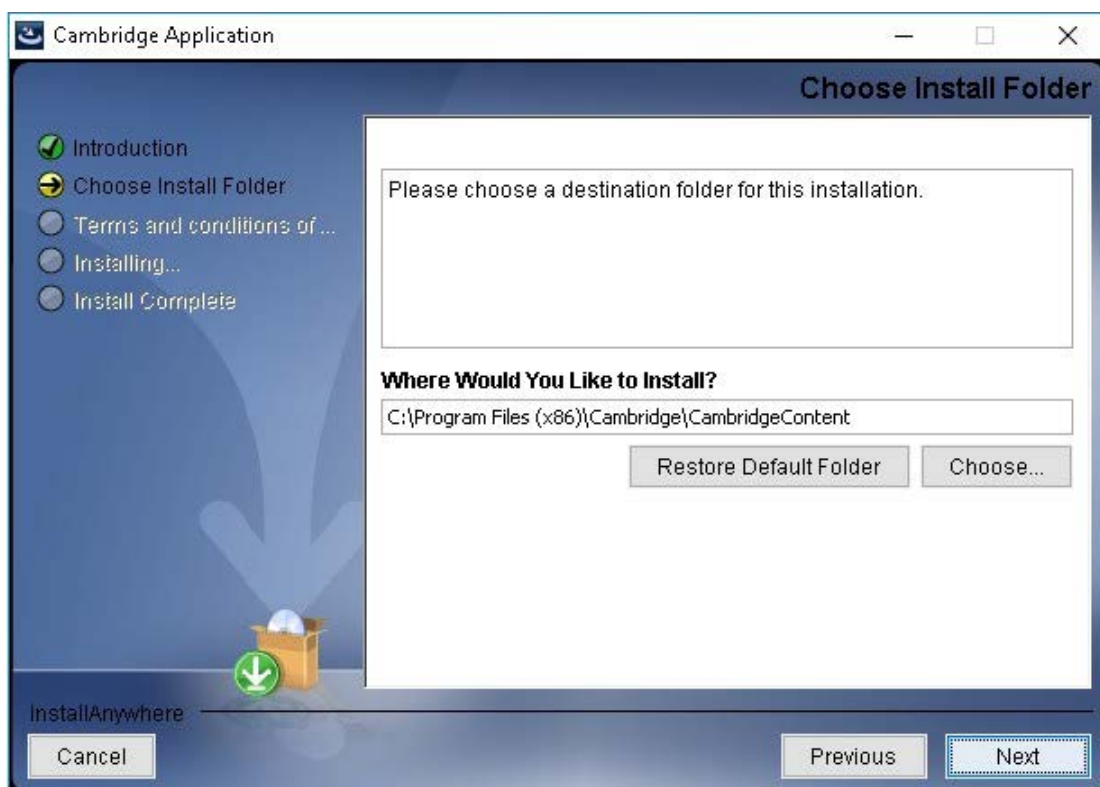 Cambridge Application
Choose Install Folder
Introduction
Choose Install Folder
Terms and conditions of ...
Installing...
Install Complete
Please choose a destination folder for this installation.
Where Would You Like to Install?
C:\Program Files (x86)\Cambridge\CambridgeContent
Restore Default Folder
Choose...
InstallAnywhere
Cancel
Previous
Next